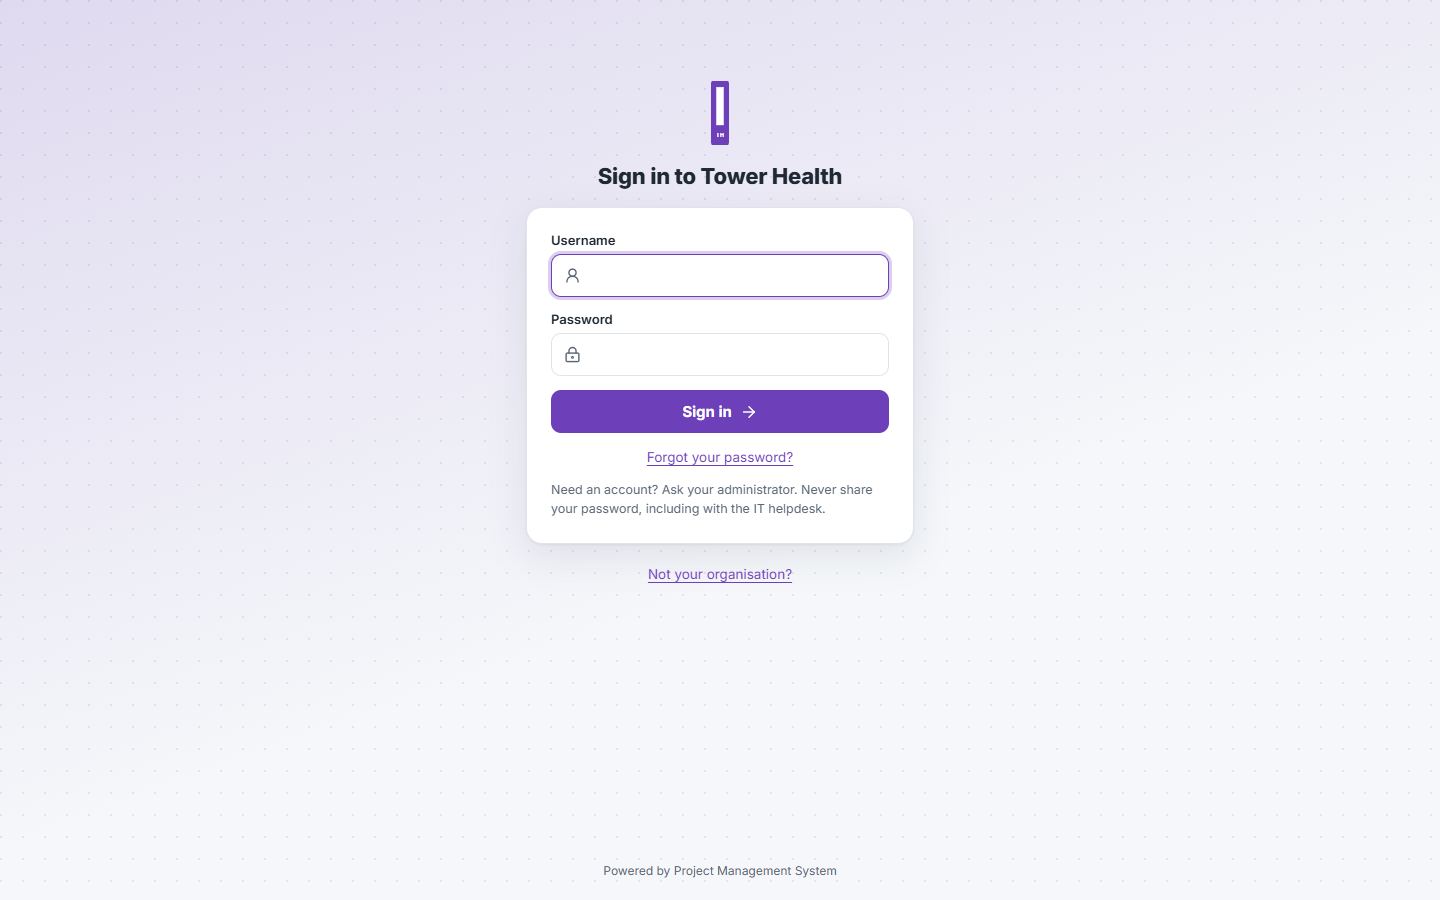 Sign in to Tower Health
Username
Password
Sign in
Forgot your password?
Need an account? Ask your administrator. Never share
your password, including with the IT helpdesk.
Not your organisation?
Powered by Project Management System